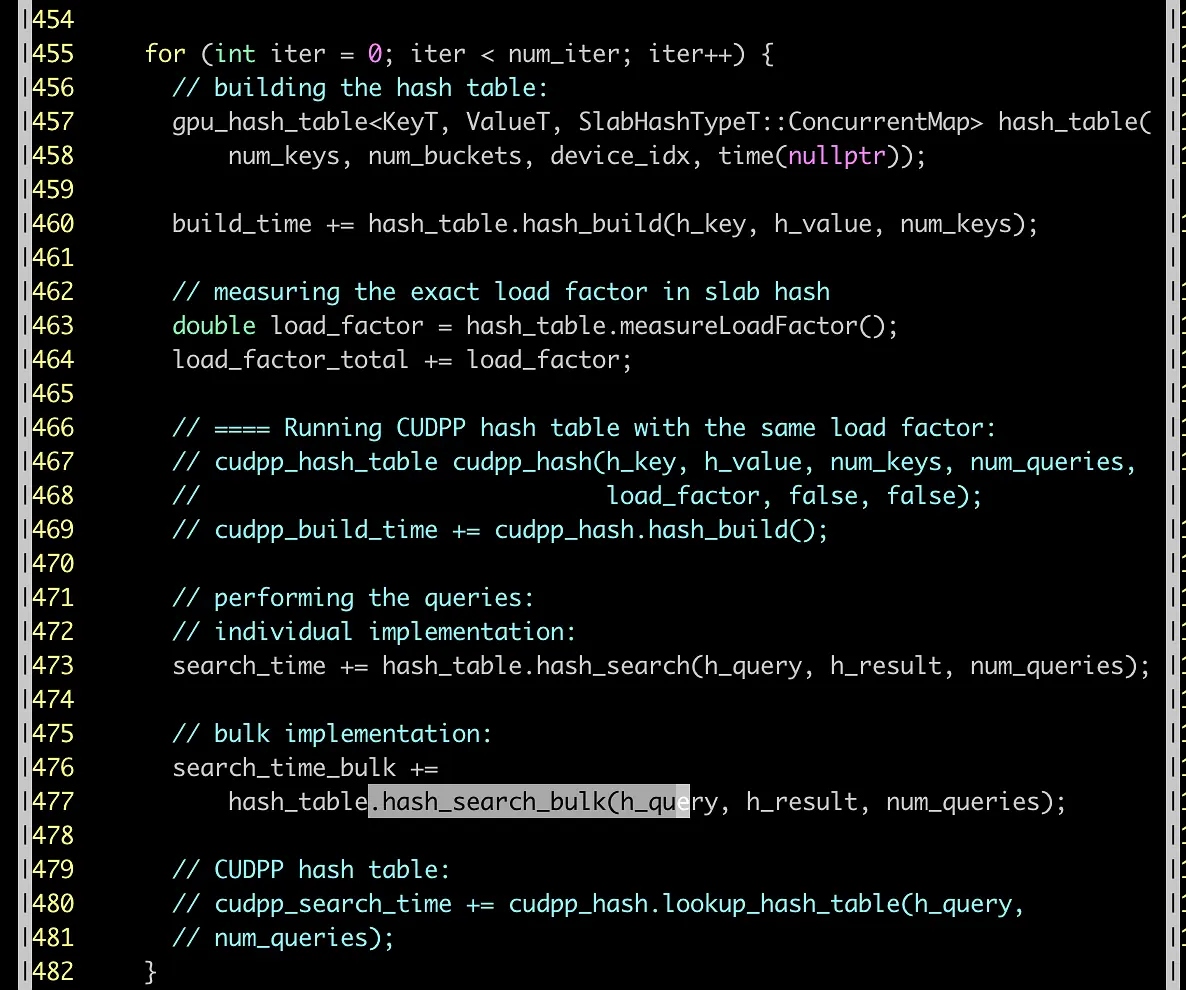 454
455     for (int iter = 0; iter < num_iter; iter++) {
456       // building the hash table:
457       gpu_hash_table<KeyT, ValueT, SlabHashTypeT::ConcurrentMap> hash_table(
458           num_keys, num_buckets, device_idx, time(nullptr));
459
460       build_time += hash_table.hash_build(h_key, h_value, num_keys);
461
462       // measuring the exact load factor in slab hash
463       double load_factor = hash_table.measureLoadFactor();
464       load_factor_total += load_factor;
465
466       // ==== Running CUDPP hash table with the same load factor:
467       // cudpp_hash_table cudpp_hash(h_key, h_value, num_keys, num_queries,
468       //                             load_factor, false, false);
469       // cudpp_build_time += cudpp_hash.hash_build();
470
471       // performing the queries:
472       // individual implementation:
473       search_time += hash_table.hash_search(h_query, h_result, num_queries);
474
475       // bulk implementation:
476       search_time_bulk +=
477           hash_table.hash_search_bulk(h_query, h_result, num_queries);
478
479       // CUDPP hash table:
480       // cudpp_search_time += cudpp_hash.lookup_hash_table(h_query,
481       // num_queries);
482     }